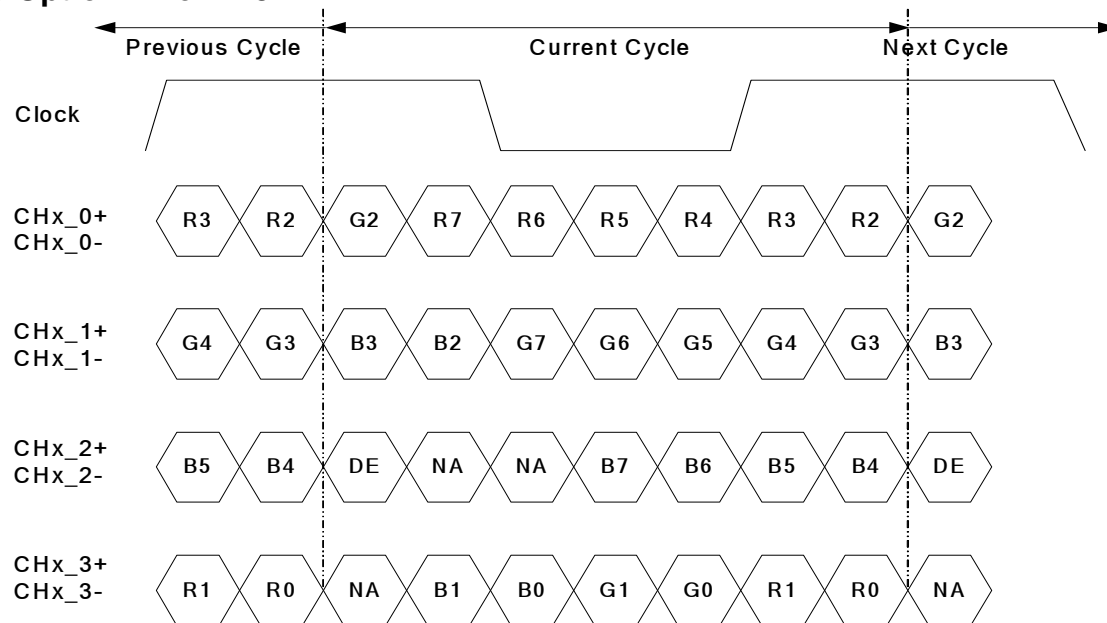 Previous Cycle Current Cycle Next Cycle
Clock
CHx_0+
CHx_0-
R3 R2 G2 R7 R6 R5 R4 R3 R2 G2
CHx_1+
CHx_1-
G4 G3 B3 B2 G7 G6 G5 G4 G3 B3
CHx_2+
CHx_2-
B5 B4 DE NA NA B7 B6 B5 B4 DE
CHx_3+
CHx_3-
R1 R0 NA B1 B0 G1 G0 R1 R0 NA